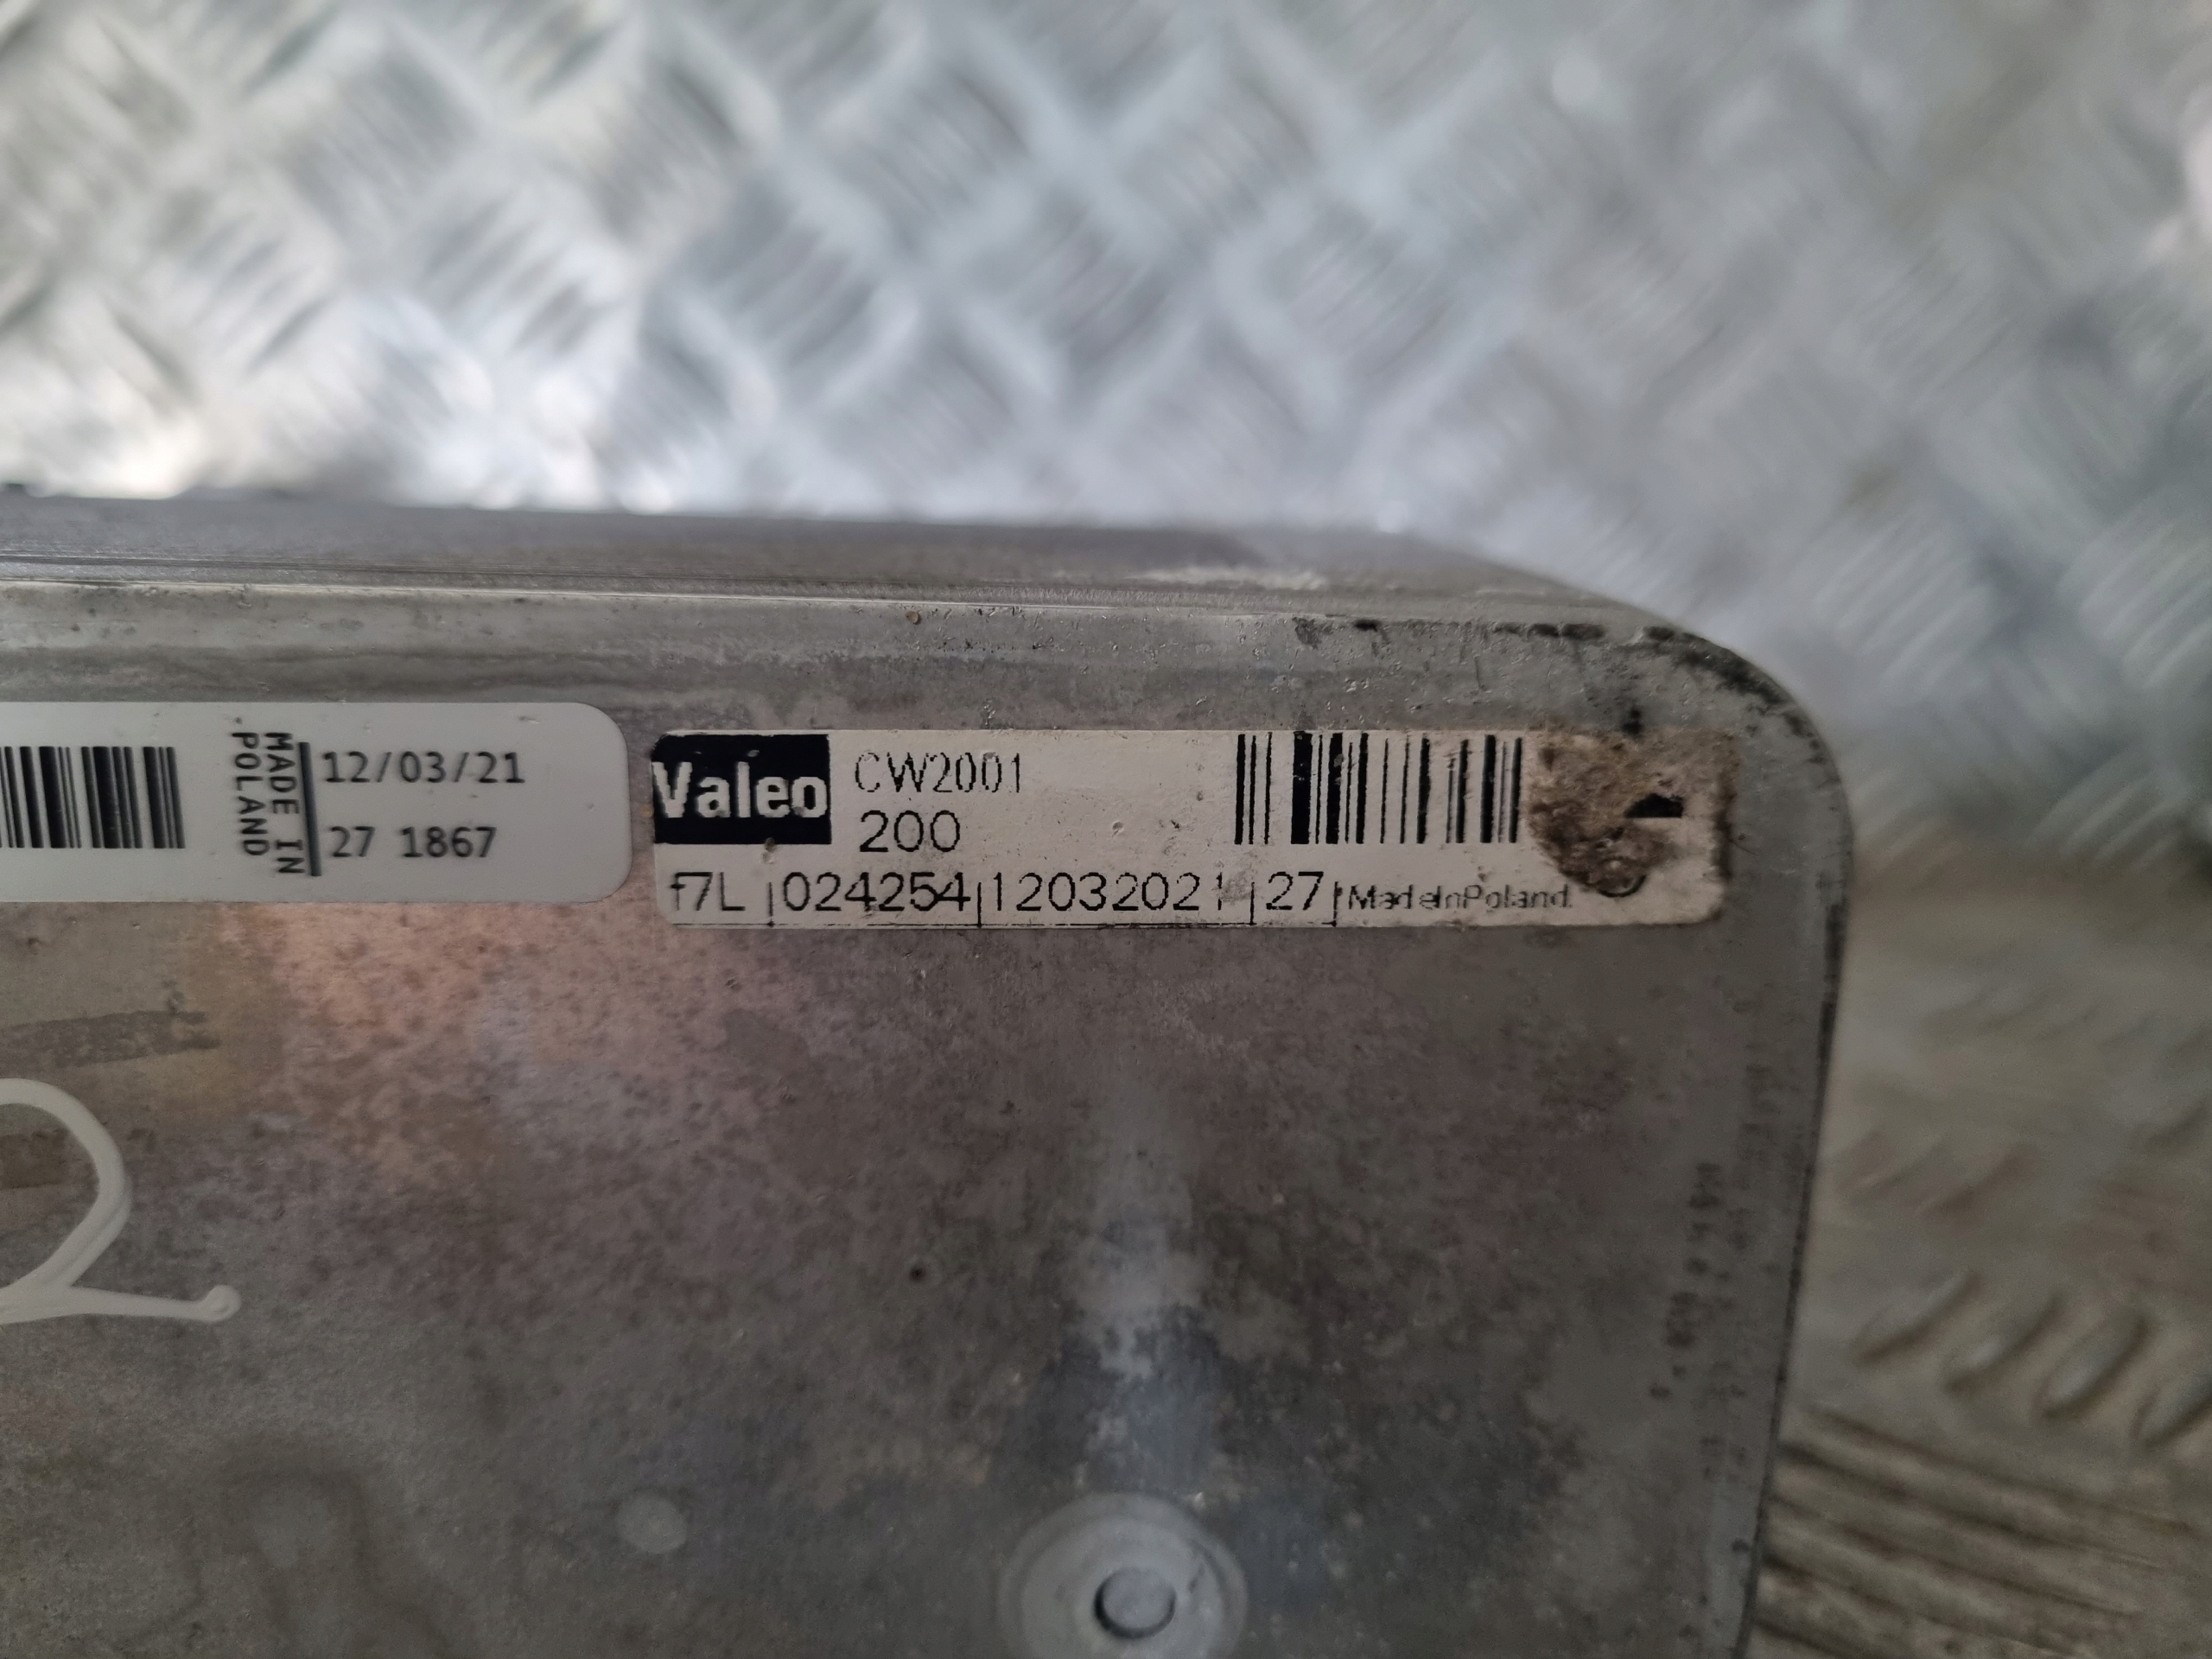 MADE IN
POLAND
12/03/21
27 1867
Valeo
CW2001
200
f7L 024254 12032021 27 MadeInPoland